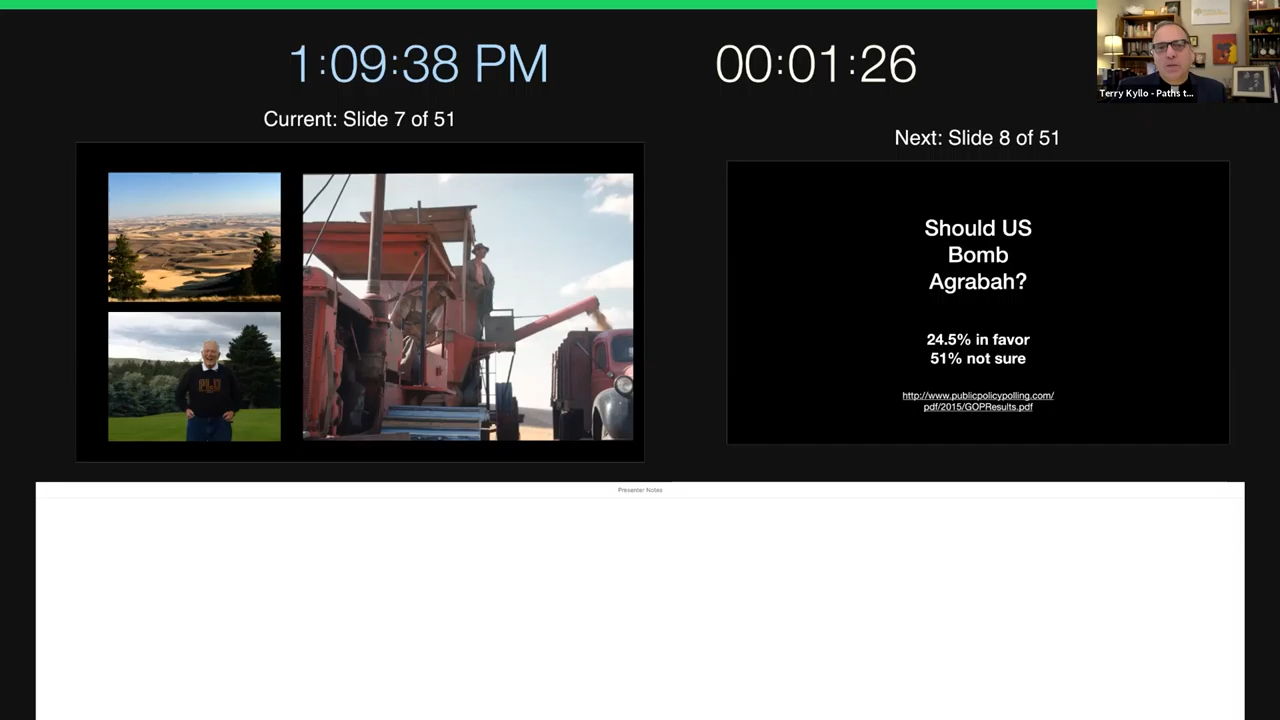 1:09:38 PM
00:01:26
Terry Kyllo - Paths t...
Current: Slide 7 of 51
Next: Slide 8 of 51
PLU
Should US
Bomb
Agrabah?
24.5% in favor
51% not sure
http://www.publicpolicypolling.com/
pdf/2015/GOPResults.pdf
Presenter Notes